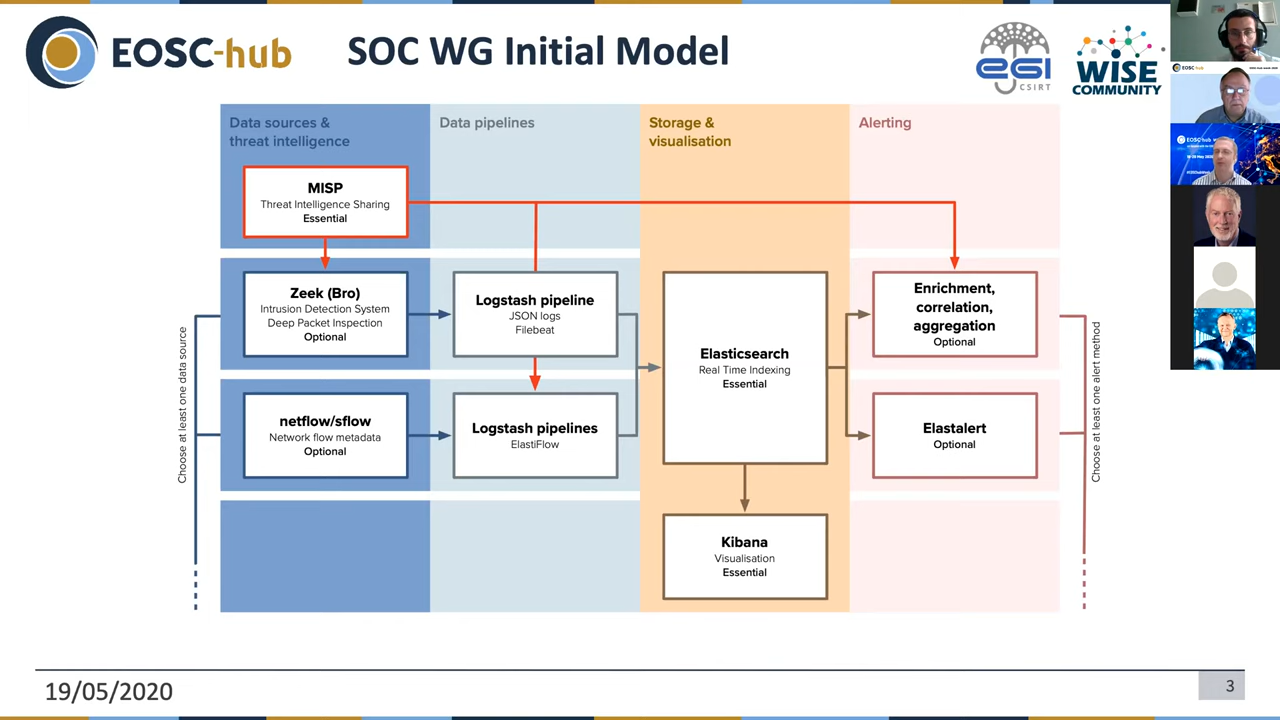 EOSC-hub
SOC WG Initial Model
EGI
CSIRT
WISE
COMMUNITY
Data sources &
threat intelligence
Data pipelines
Storage &
visualisation
Alerting
MISP
Threat Intelligence Sharing
Essential
Zeek (Bro)
Intrusion Detection System
Deep Packet Inspection
Optional
Logstash pipeline
JSON logs
Filebeat
Elasticsearch
Real Time Indexing
Essential
Enrichment,
correlation,
aggregation
Optional
Choose at least one data source
netflow/sflow
Network flow metadata
Optional
Logstash pipelines
ElastiFlow
Elastalert
Optional
Choose at least one alert method
Kibana
Visualisation
Essential
19/05/2020
3